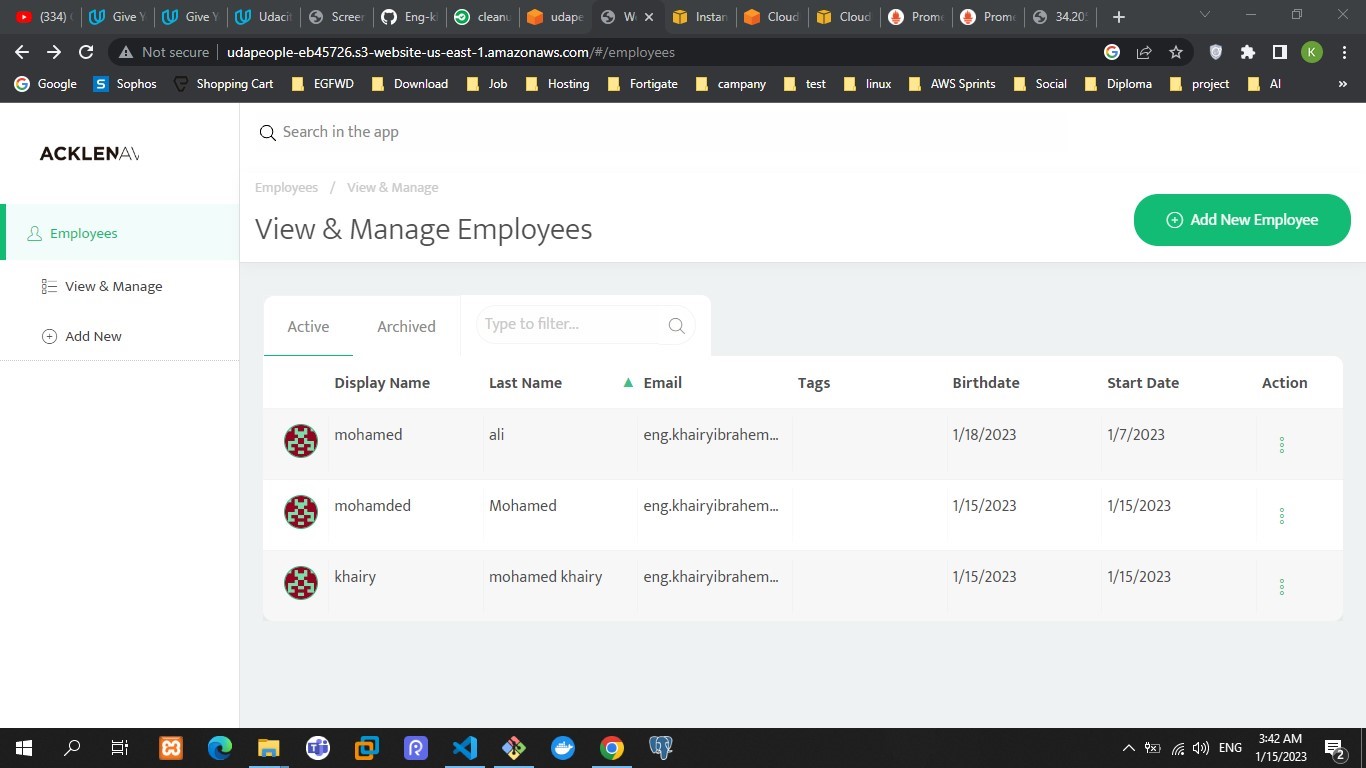 (334) Give Y Give Y Udacit Screer Eng-kl cleanu udape We Instan Cloud Cloud Prome Prome 34.205
Not secure udapeople-eb45726.s3-website-us-east-1.amazonaws.com/#/employees K
Google Sophos Shopping Cart EGFWD Download Job Hosting Fortigate campany test linux AWS Sprints Social Diploma project AI »
Search in the app
ACKLENAV
Employees / View & Manage
View & Manage Employees
Add New Employee
Employees
View & Manage
Add New
Active Archived Type to filter...
Display Name Last Name Email Tags Birthdate Start Date Action
mohamed ali eng.khairyibrahem... 1/18/2023 1/7/2023
mohamded Mohamed eng.khairyibrahem... 1/15/2023 1/15/2023
khairy mohamed khairy eng.khairyibrahem... 1/15/2023 1/15/2023
ENG 3:42 AM
1/15/2023 2